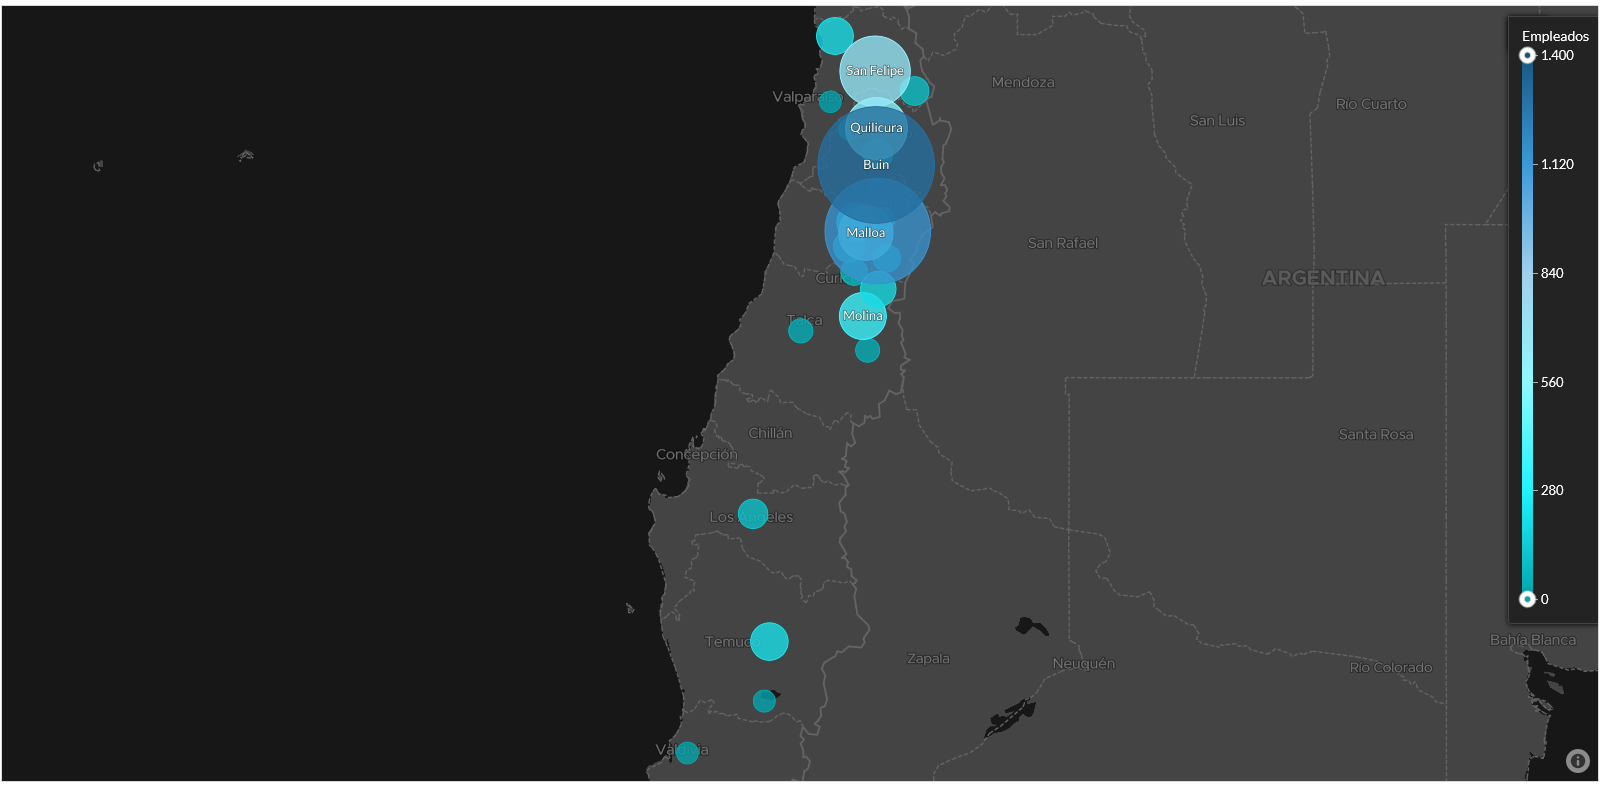 Empleados
1.400
San Felipe
Mendoza
Valparaíso
Río Cuarto
San Luis
Quilicura
Buin
1.120
Malloa
San Rafael
840
ARGENTINA
Molina
Talca
560
Chillán
Santa Rosa
Concepción
280
Los Ángeles
0
Temuco
Bahía Blanca
Zapala
Neuquén
Río Colorado
Valdivia